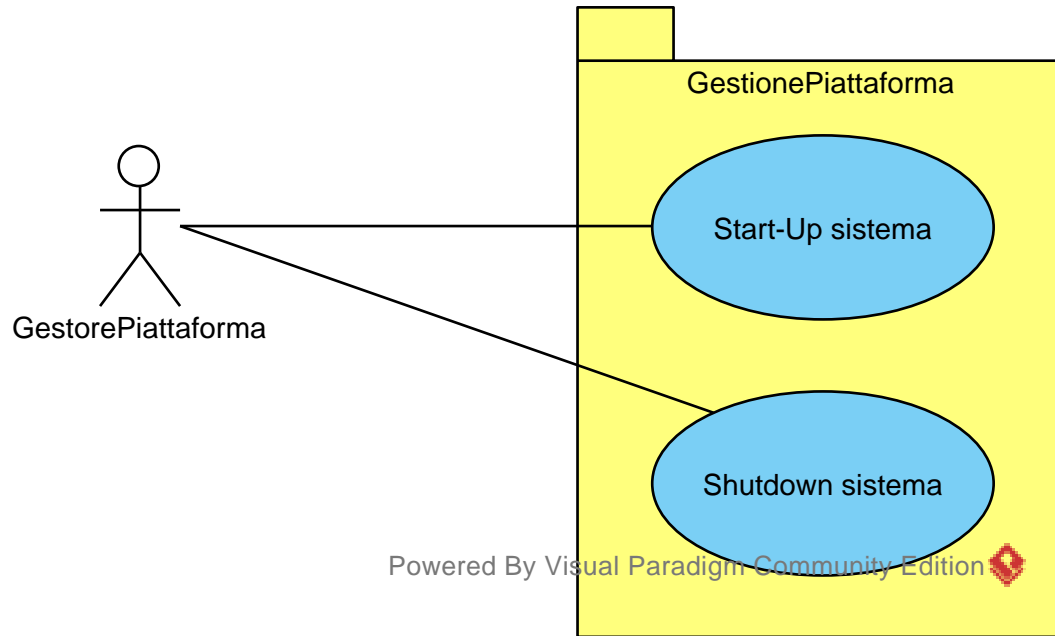 GestionePiattaforma
Start-Up sistema
GestorePiattaforma
Shutdown sistema
Powered By Visual Paradigm Community Edition